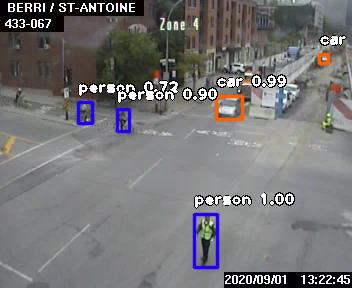 BERRI / ST-ANTOINE
433-067
Zone 4
car
car 0.99
person 0.72
person 0.90
person 1.00
2020/09/01 13:22:45